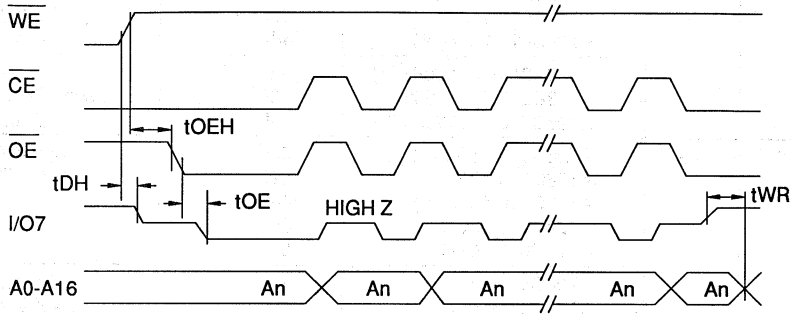 WE
CE
tOEH
OE
tDH
tOE
HIGH Z
tWR
I/O7
A0-A16 An An An An An